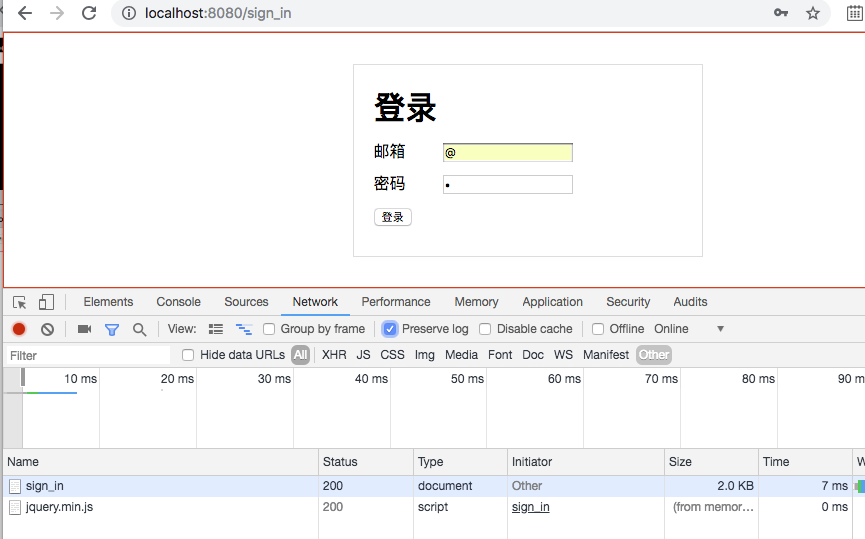 localhost:8080/sign_in
登录
邮箱 @
密码 •
登录
Elements Console Sources Network Performance Memory Application Security Audits
View: Group by frame Preserve log Disable cache Offline Online ▼
Filter Hide data URLs All XHR JS CSS Img Media Font Doc WS Manifest Other
10 ms 20 ms 30 ms 40 ms 50 ms 60 ms 70 ms 80 ms 90 m
Name Status Type Initiator Size Time W
sign_in 200 document Other 2.0 KB 7 ms
jquery.min.js 200 script sign_in (from memor... 0 ms